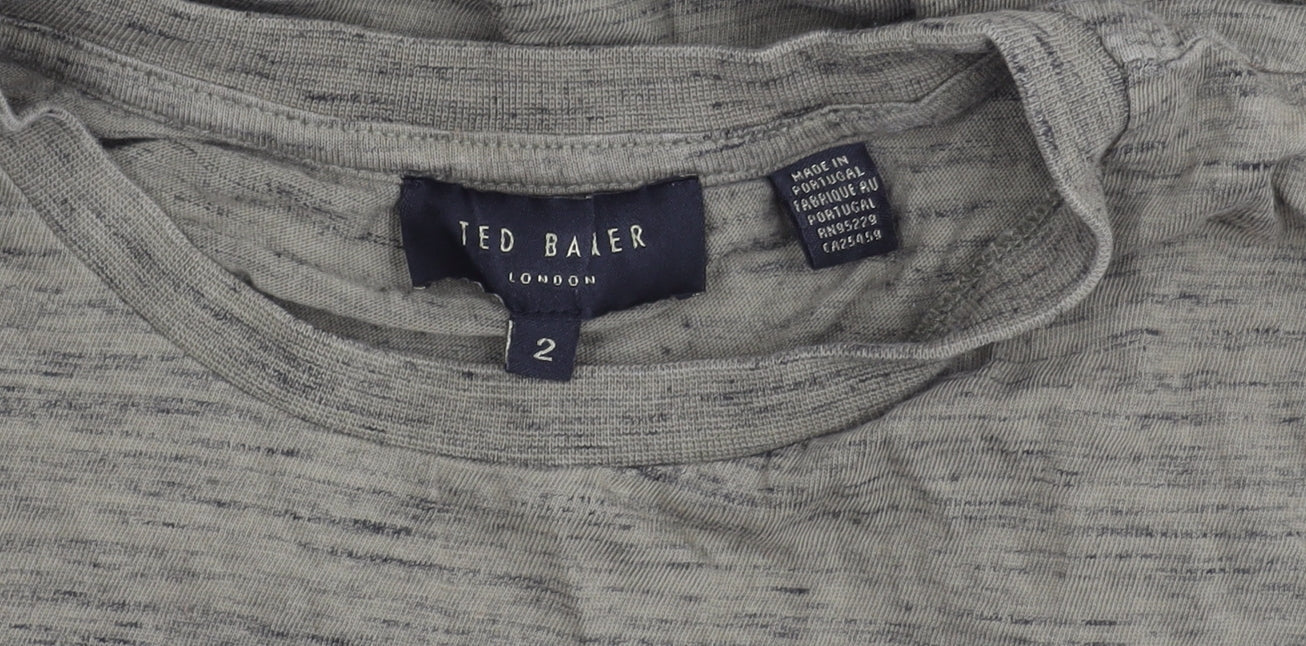 TED BAKER
LONDON
2
MADE IN
PORTUGAL
FABRIQUE AU
PORTUGAL
RN95229
CA25459